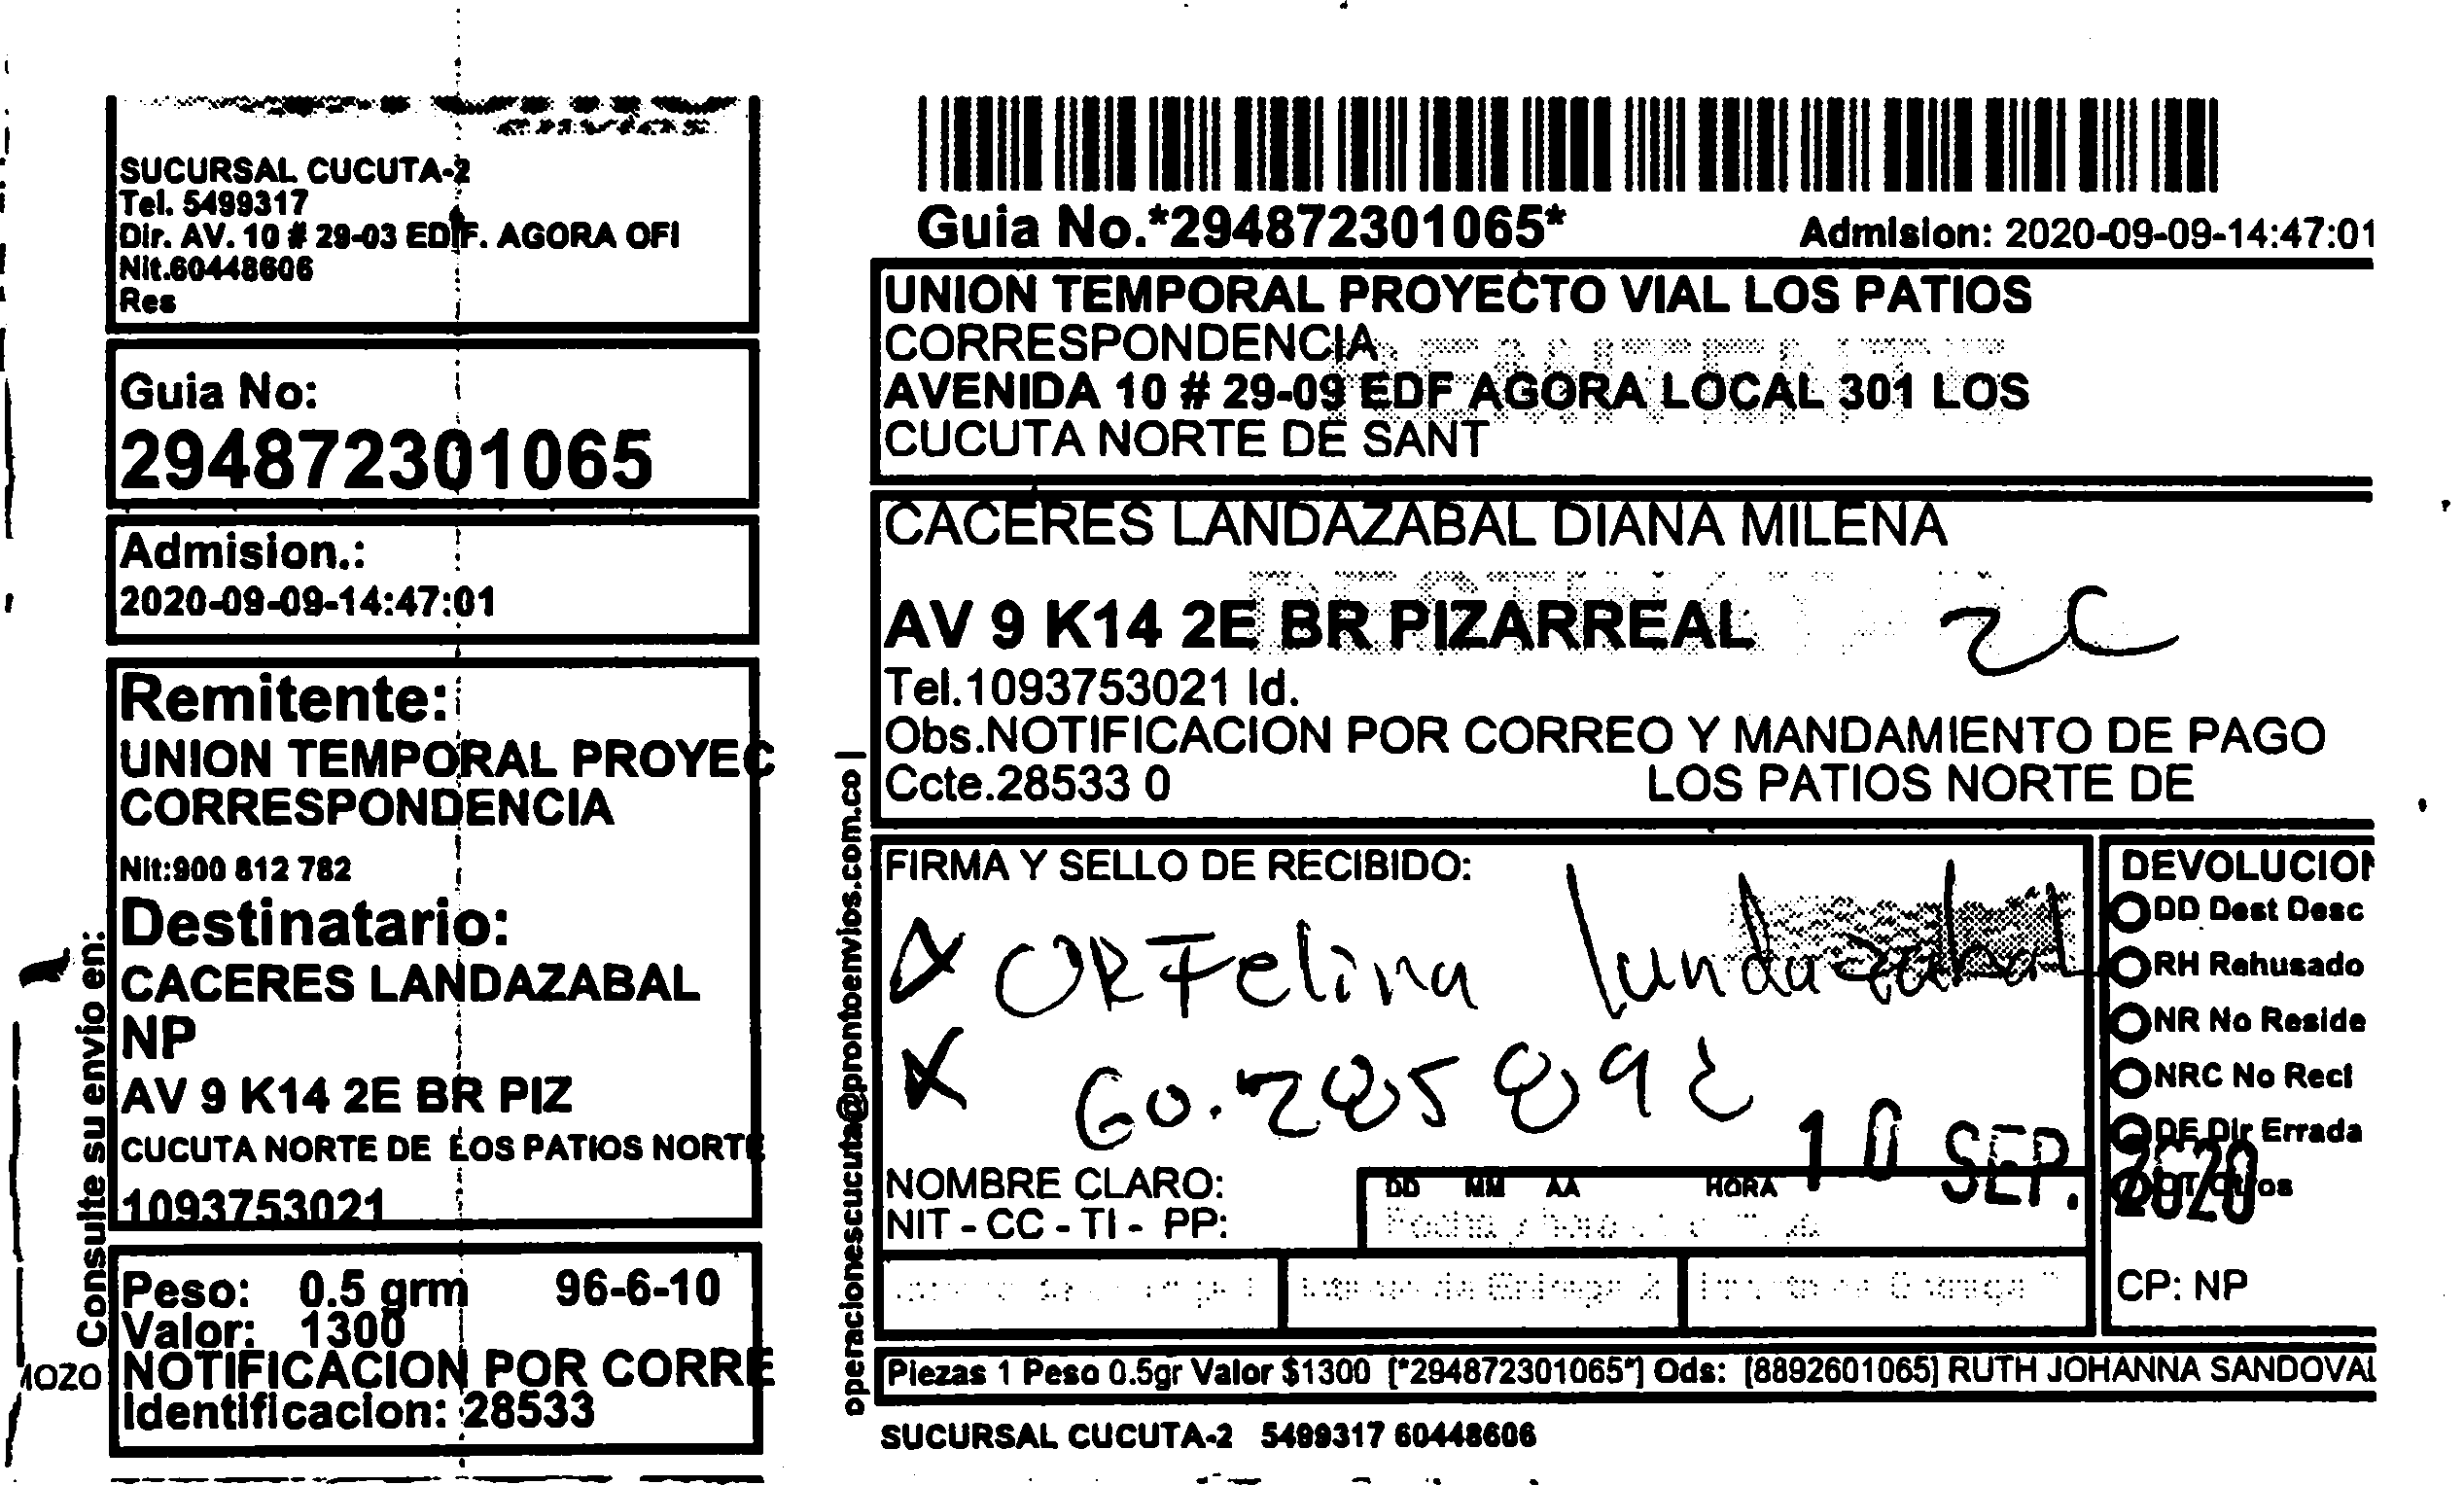 SUCURSAL CUCUTA-2
Tel. 5499317
Dir. AV. 10 # 29-03 EDIF. AGORA OFI
Nit.60448606
Res
Guia No:
294872301065
Admision.:
2020-09-09-14:47:01
Remitente:
UNION TEMPORAL PROYEC
CORRESPONDENCIA
Nit:900 812 782
Destinatario:
CACERES LANDAZABAL
NP
AV 9 K14 2E BR PIZ
CUCUTA NORTE DE LOS PATIOS NORTE
1093753021
Peso: 0.5 grm 96-6-10
Valor: 1300
NOTIFICACION POR CORRE
Identificacion: 28533
Consulte su envio en:
operacionescucuta@prontoenvios.com.co |
Guia No.*294872301065*
Admision: 2020-09-09-14:47:01
UNION TEMPORAL PROYECTO VIAL LOS PATIOS
CORRESPONDENCIA
REMITENTE
AVENIDA 10 # 29-09 EDF AGORA LOCAL 301 LOS
CUCUTA NORTE DE SANT
CACERES LANDAZABAL DIANA MILENA
AV 9 K14 2E BR PIZARREAL 2C
Tel.1093753021 Id.
Obs.NOTIFICACION POR CORREO Y MANDAMIENTO DE PAGO
Ccte.28533 0 LOS PATIOS NORTE DE
FIRMA Y SELLO DE RECIBIDO:
X ORFelina landazabal
X 60.285892
10 SEP. 2020
NOMBRE CLARO:
NIT - CC - TI - PP:
DD MM AA HORA
DEVOLUCION
DD Dest Desc
RH Rehusado
NR No Reside
NRC No Recl
DE Dir Errada
CP: NP
Piezas 1 Peso 0.5gr Valor $1300 [*294872301065*] Ods: [8892601065] RUTH JOHANNA SANDOVAL
SUCURSAL CUCUTA-2 5499317 60448606